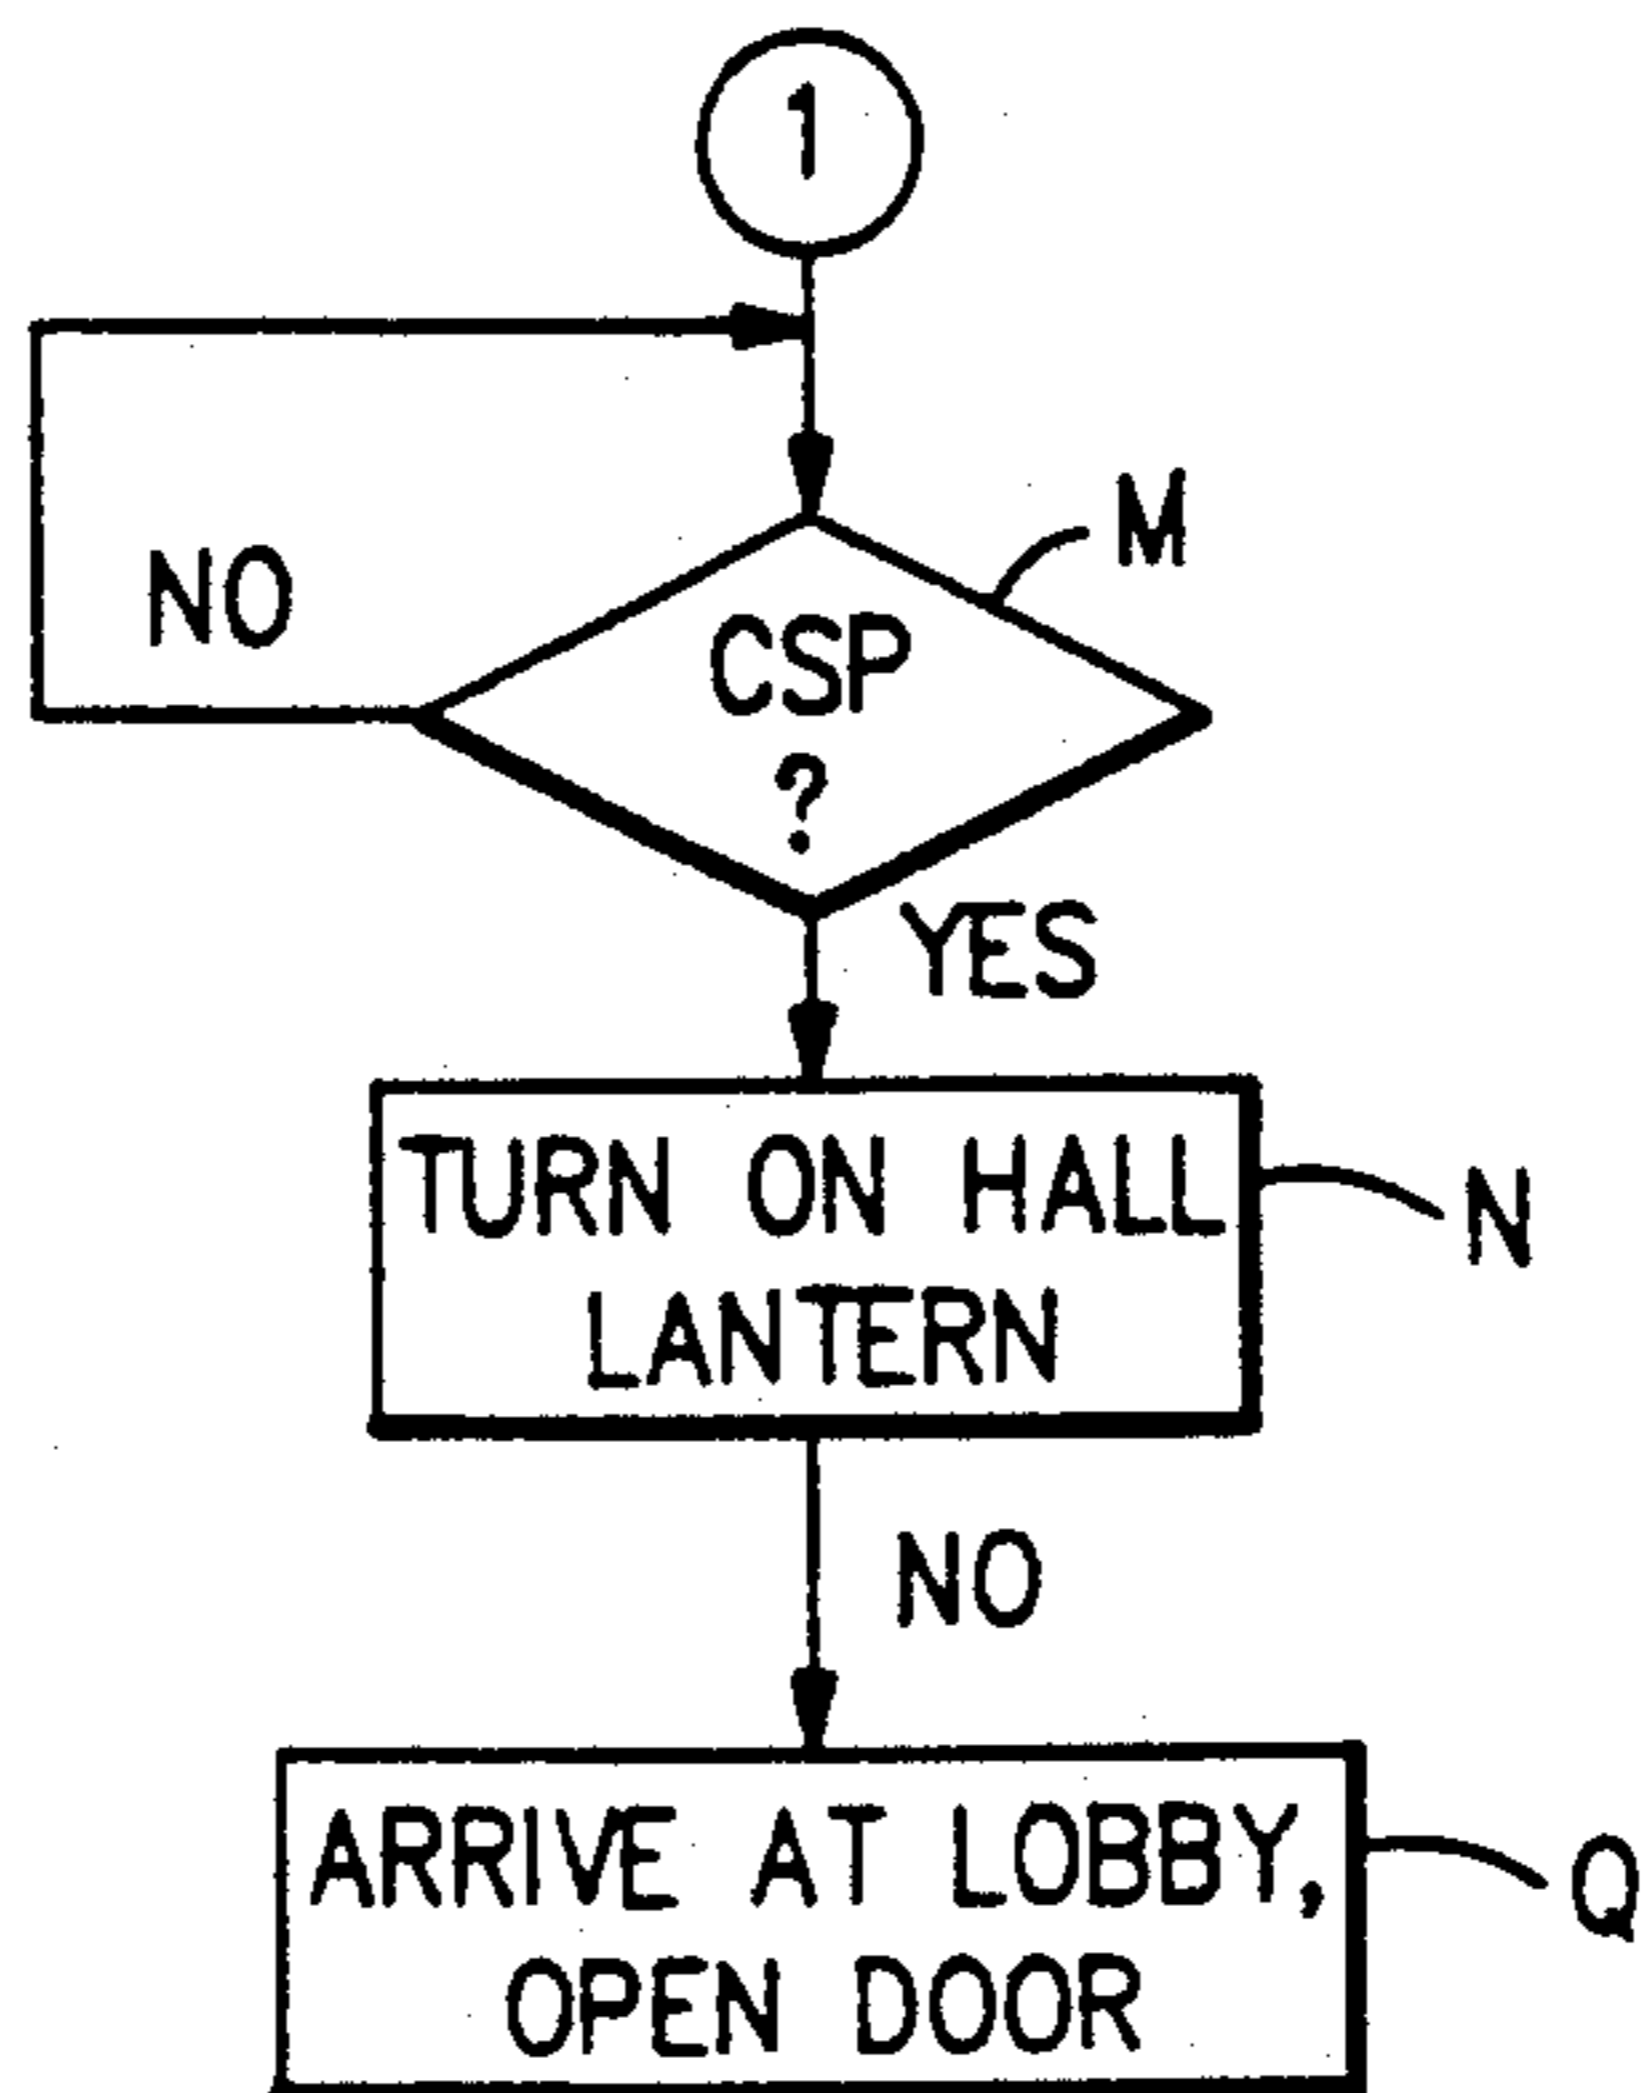 1
M
NO
CSP
?
YES
TURN ON HALL
LANTERN
N
NO
ARRIVE AT LOBBY,
OPEN DOOR
Q